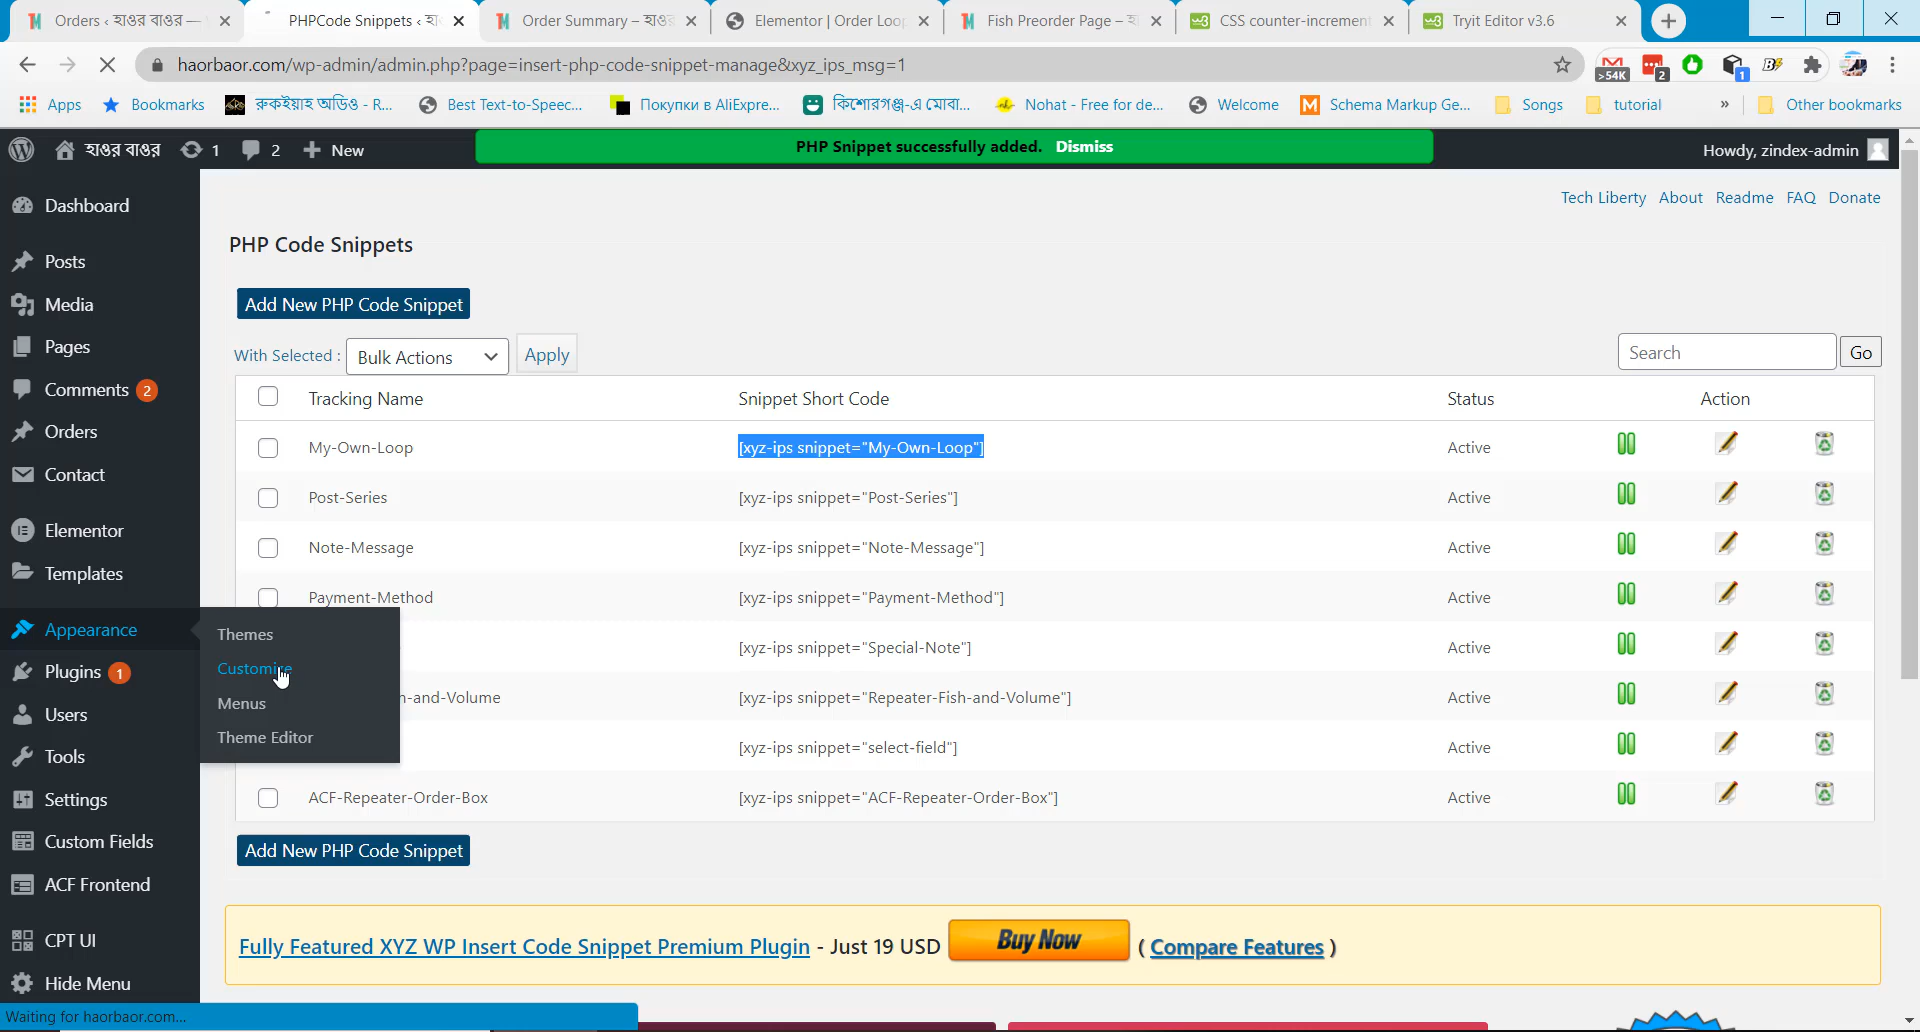 Orders ‹ হাওর বাওর —
PHPCode Snippets ‹ হা
Order Summary – হাওর
Elementor | Order Loop
Fish Preorder Page – হ
CSS counter-increment
Tryit Editor v3.6
haorbaor.com/wp-admin/admin.php?page=insert-php-code-snippet-manage&xyz_ips_msg=1
>54K
2
1
Apps
Bookmarks
রুকইয়াহ অডিও - R...
Best Text-to-Speec...
Покупки в AliExpre...
কিশোরগঞ্জ-এ মোবা...
Nohat - Free for de...
Welcome
Schema Markup Ge...
Songs
tutorial
»
Other bookmarks
হাওর বাওর
1
2
New
PHP Snippet successfully added. Dismiss
Howdy, zindex-admin
Dashboard
Posts
Media
Pages
Comments 2
Orders
Contact
Elementor
Templates
Appearance
Plugins 1
Users
Tools
Settings
Custom Fields
ACF Frontend
CPT UI
Hide Menu
Themes
Customize
Menus
Theme Editor
Tech Liberty About Readme FAQ Donate
PHP Code Snippets
Add New PHP Code Snippet
With Selected : Bulk Actions Apply
Search Go
Tracking Name Snippet Short Code Status Action
My-Own-Loop [xyz-ips snippet="My-Own-Loop"] Active
Post-Series [xyz-ips snippet="Post-Series"] Active
Note-Message [xyz-ips snippet="Note-Message"] Active
Payment-Method [xyz-ips snippet="Payment-Method"] Active
[xyz-ips snippet="Special-Note"] Active
n-and-Volume [xyz-ips snippet="Repeater-Fish-and-Volume"] Active
[xyz-ips snippet="select-field"] Active
ACF-Repeater-Order-Box [xyz-ips snippet="ACF-Repeater-Order-Box"] Active
Add New PHP Code Snippet
Fully Featured XYZ WP Insert Code Snippet Premium Plugin - Just 19 USD Buy Now ( Compare Features )
Waiting for haorbaor.com...